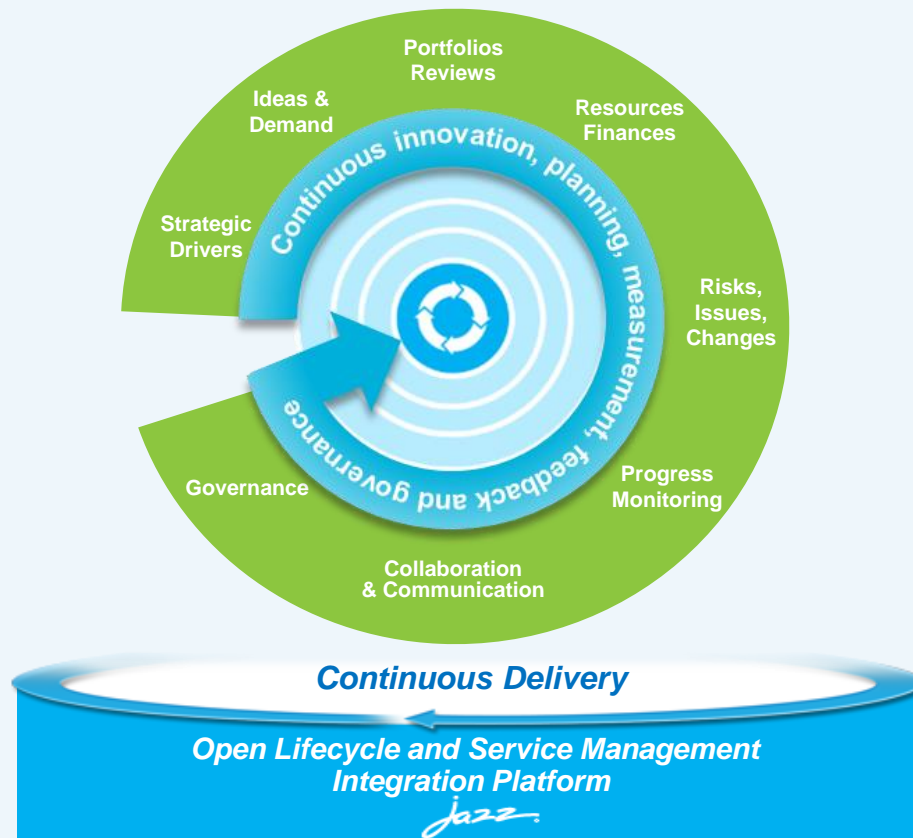 Portfolios
Reviews
Ideas &
Demand
Resources
Finances
Strategic
Drivers
Risks,
Issues,
Changes
Progress
Monitoring
Governance
Collaboration
& Communication
Continuous innovation, planning, measurement, feedback and governance
Continuous Delivery
Open Lifecycle and Service Management
Integration Platform
jazz